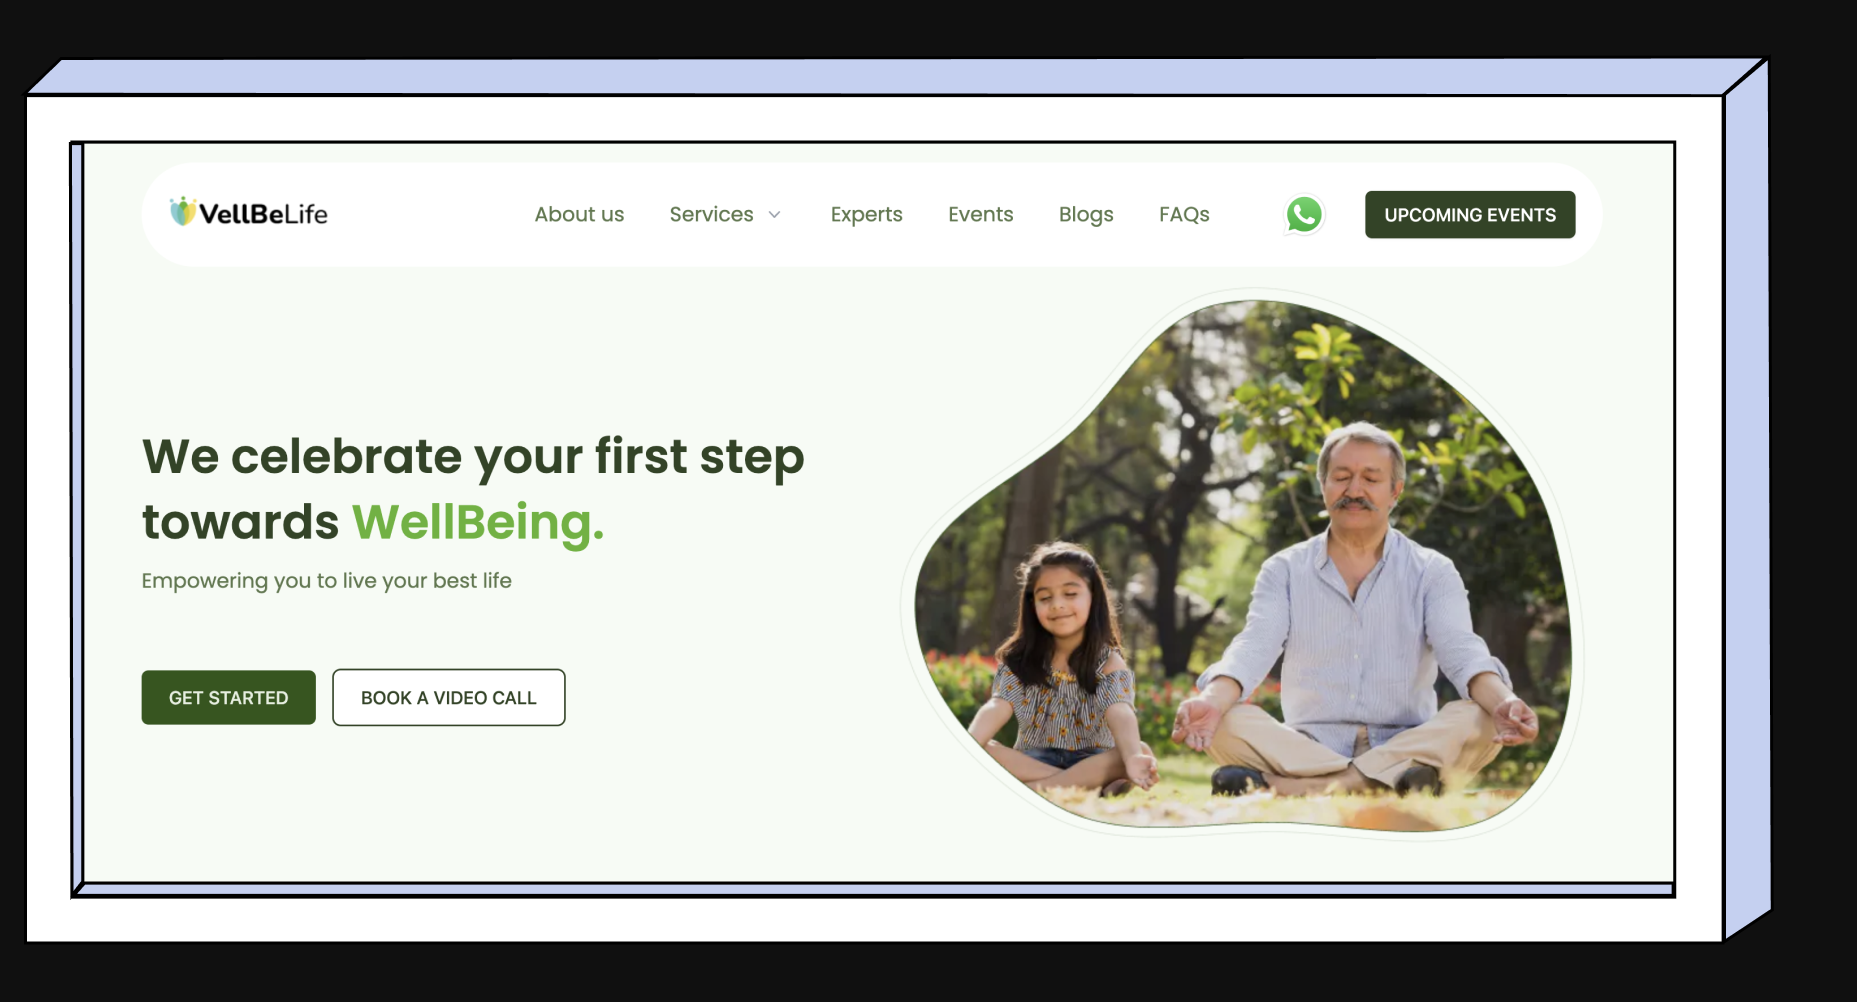 VellBeLife
About us
Services
Experts
Events
Blogs
FAQs
UPCOMING EVENTS
We celebrate your first step
towards WellBeing.
Empowering you to live your best life
GET STARTED
BOOK A VIDEO CALL